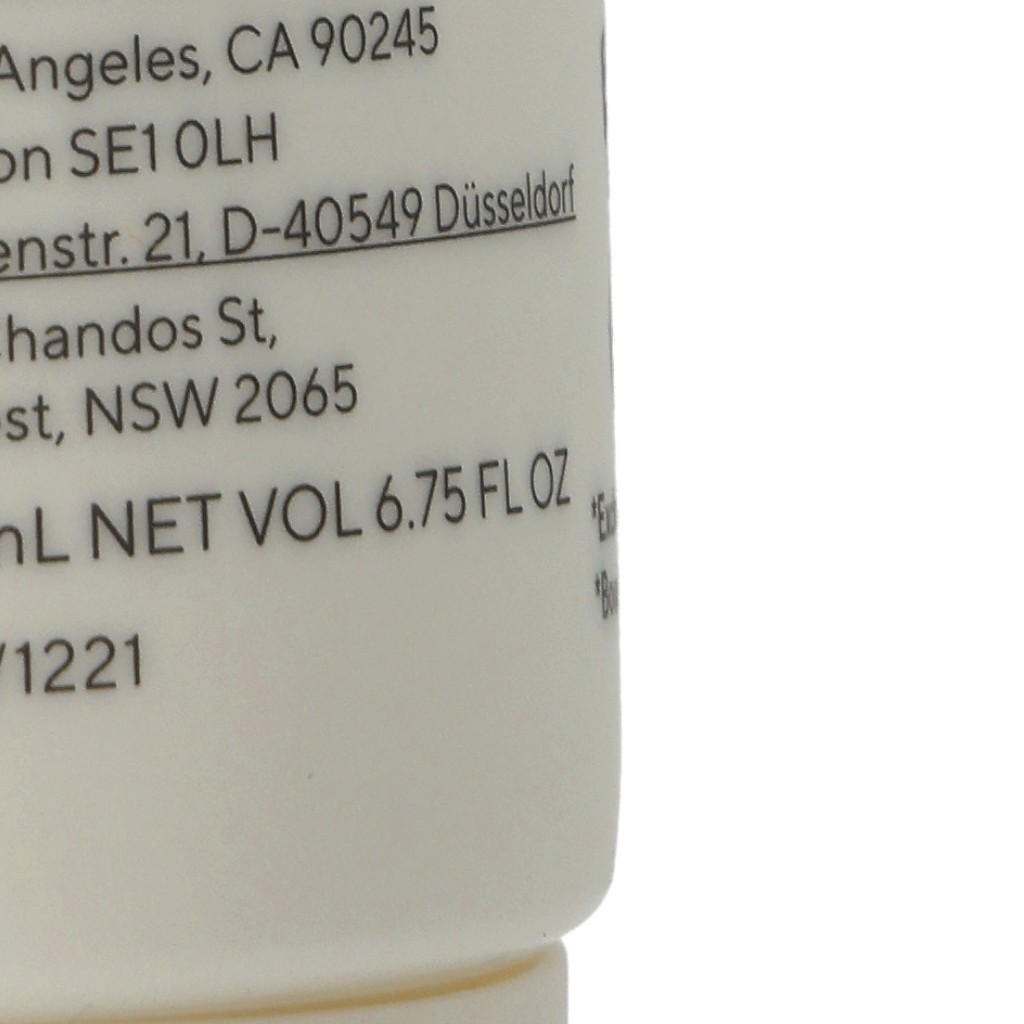 Angeles, CA 90245
on SE1 0LH
enstr. 21, D-40549 Düsseldorf
handos St,
st, NSW 2065
mL NET VOL 6.75 FL OZ
/1221